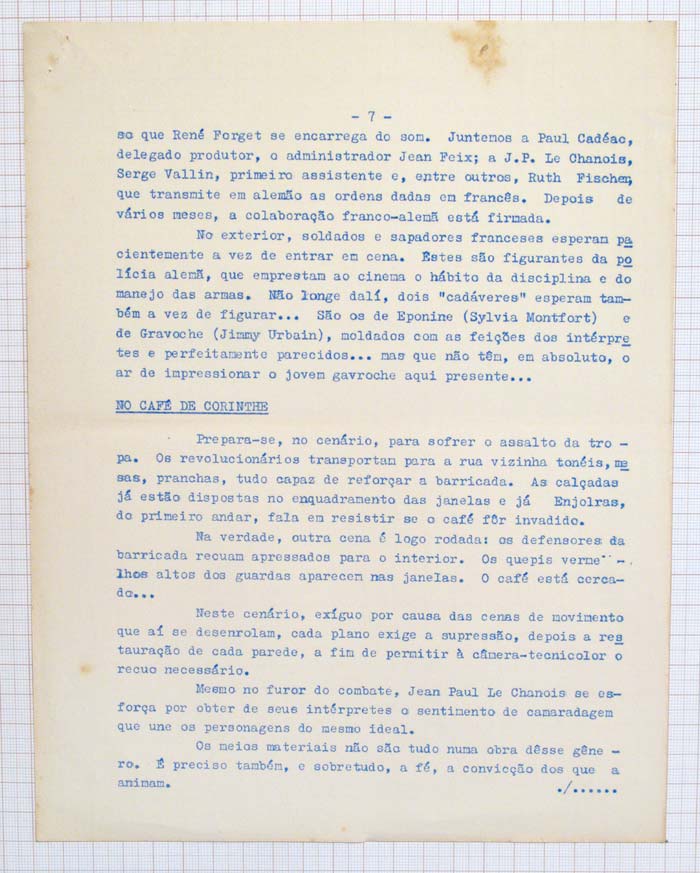 - 7 -
so que René Forget se encarrega do som. Juntemos a Paul Cadéac,
delegado produtor, o administrador Jean Feix; a J.P. Le Chanois,
Serge Vallin, primeiro assistente e, entre outros, Ruth Fischer,
que transmite em alemão as ordens dadas em francês. Depois de
vários meses, a colaboração franco-alemã está firmada.
No exterior, soldados e sapadores franceses esperam pa
cientemente a vez de entrar em cena. Êstes são figurantes da po
lícia alemã, que emprestam ao cinema o hábito da disciplina e do
manejo das armas. Não longe dalí, dois "cadáveres" esperam tam-
bém a vez de figurar... São os de Eponine (Sylvia Montfort) e
de Gravoche (Jimmy Urbain), moldados com as feições dos intérpre
tes e perfeitamente parecidos... mas que não têm, em absoluto, o
ar de impressionar o jovem gavroche aqui presente...
NO CAFÉ DE CORINTHE
Prepara-se, no cenário, para sofrer o assalto da tro -
pa. Os revolucionários transportam para a rua vizinha tonéis, me
sas, pranchas, tudo capaz de reforçar a barricada. As calçadas
já estão dispostas no enquadramento das janelas e já Enjolras,
do primeiro andar, fala em resistir se o café fôr invadido.
Na verdade, outra cena é logo rodada: os defensores da
barricada recuam apressados para o interior. Os quepis verme -
lhos altos dos guardas aparecem nas janelas. O café está cerca-
do...
Neste cenário, exíguo por causa das cenas de movimento
que aí se desenrolam, cada plano exige a supressão, depois a res
tauração de cada parede, a fim de permitir à câmera-tecnicolor o
recuo necessário.
Mesmo no furor do combate, Jean Paul Le Chanois se es-
força por obter de seus intérpretes o sentimento de camaradagem
que une os personagens do mesmo ideal.
Os meios materiais não são tudo numa obra dêsse gêne -
ro. É preciso também, e sobretudo, a fé, a convicção dos que a
animam.
./......